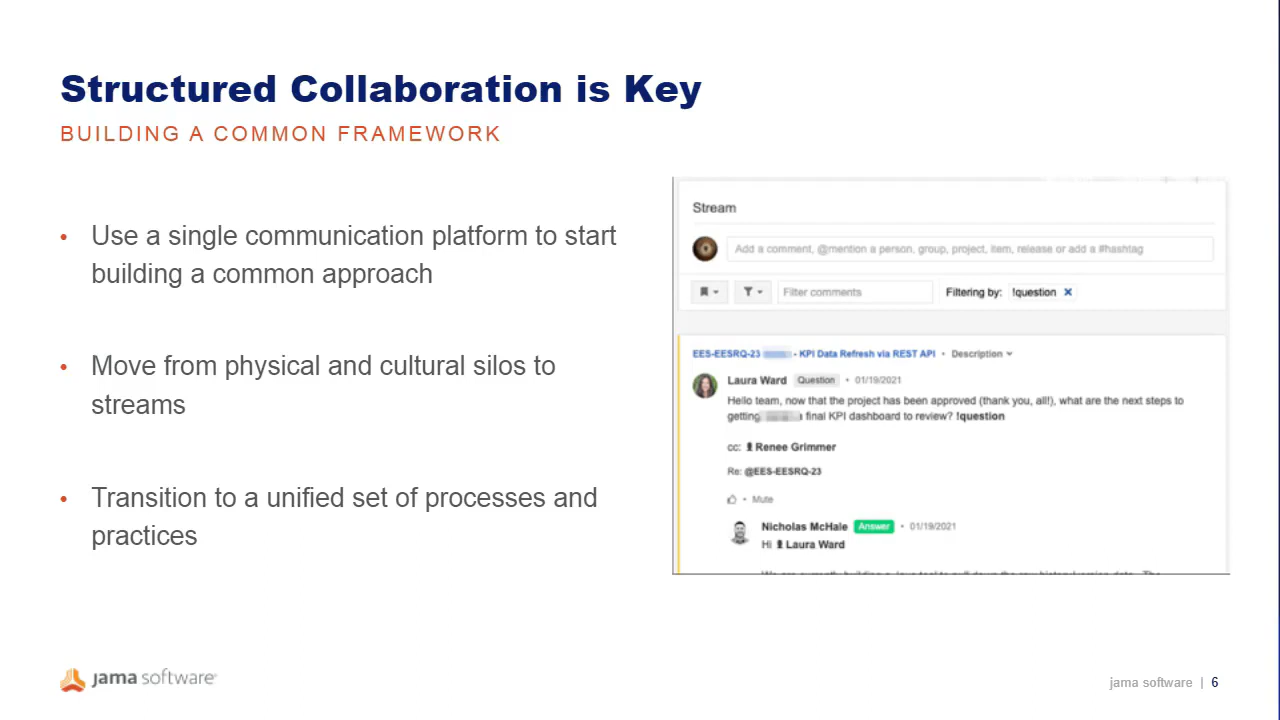 Structured Collaboration is Key
BUILDING A COMMON FRAMEWORK
• Use a single communication platform to start
building a common approach
• Move from physical and cultural silos to
streams
• Transition to a unified set of processes and
practices
Stream
Add a comment, @mention a person, group, project, item, release or add a #hashtag
Filter comments
Filtering by: !question ×
EES-EESRQ-23 - KPI Data Refresh via REST API • Description
Laura Ward Question • 01/19/2021
Hello team, now that the project has been approved (thank you, all!), what are the next steps to
getting final KPI dashboard to review? !question
cc: Renee Grimmer
Re: @EES-EESRQ-23
• Mute
Nicholas McHale Answer • 01/19/2021
Hi Laura Ward
jama software
jama software | 6